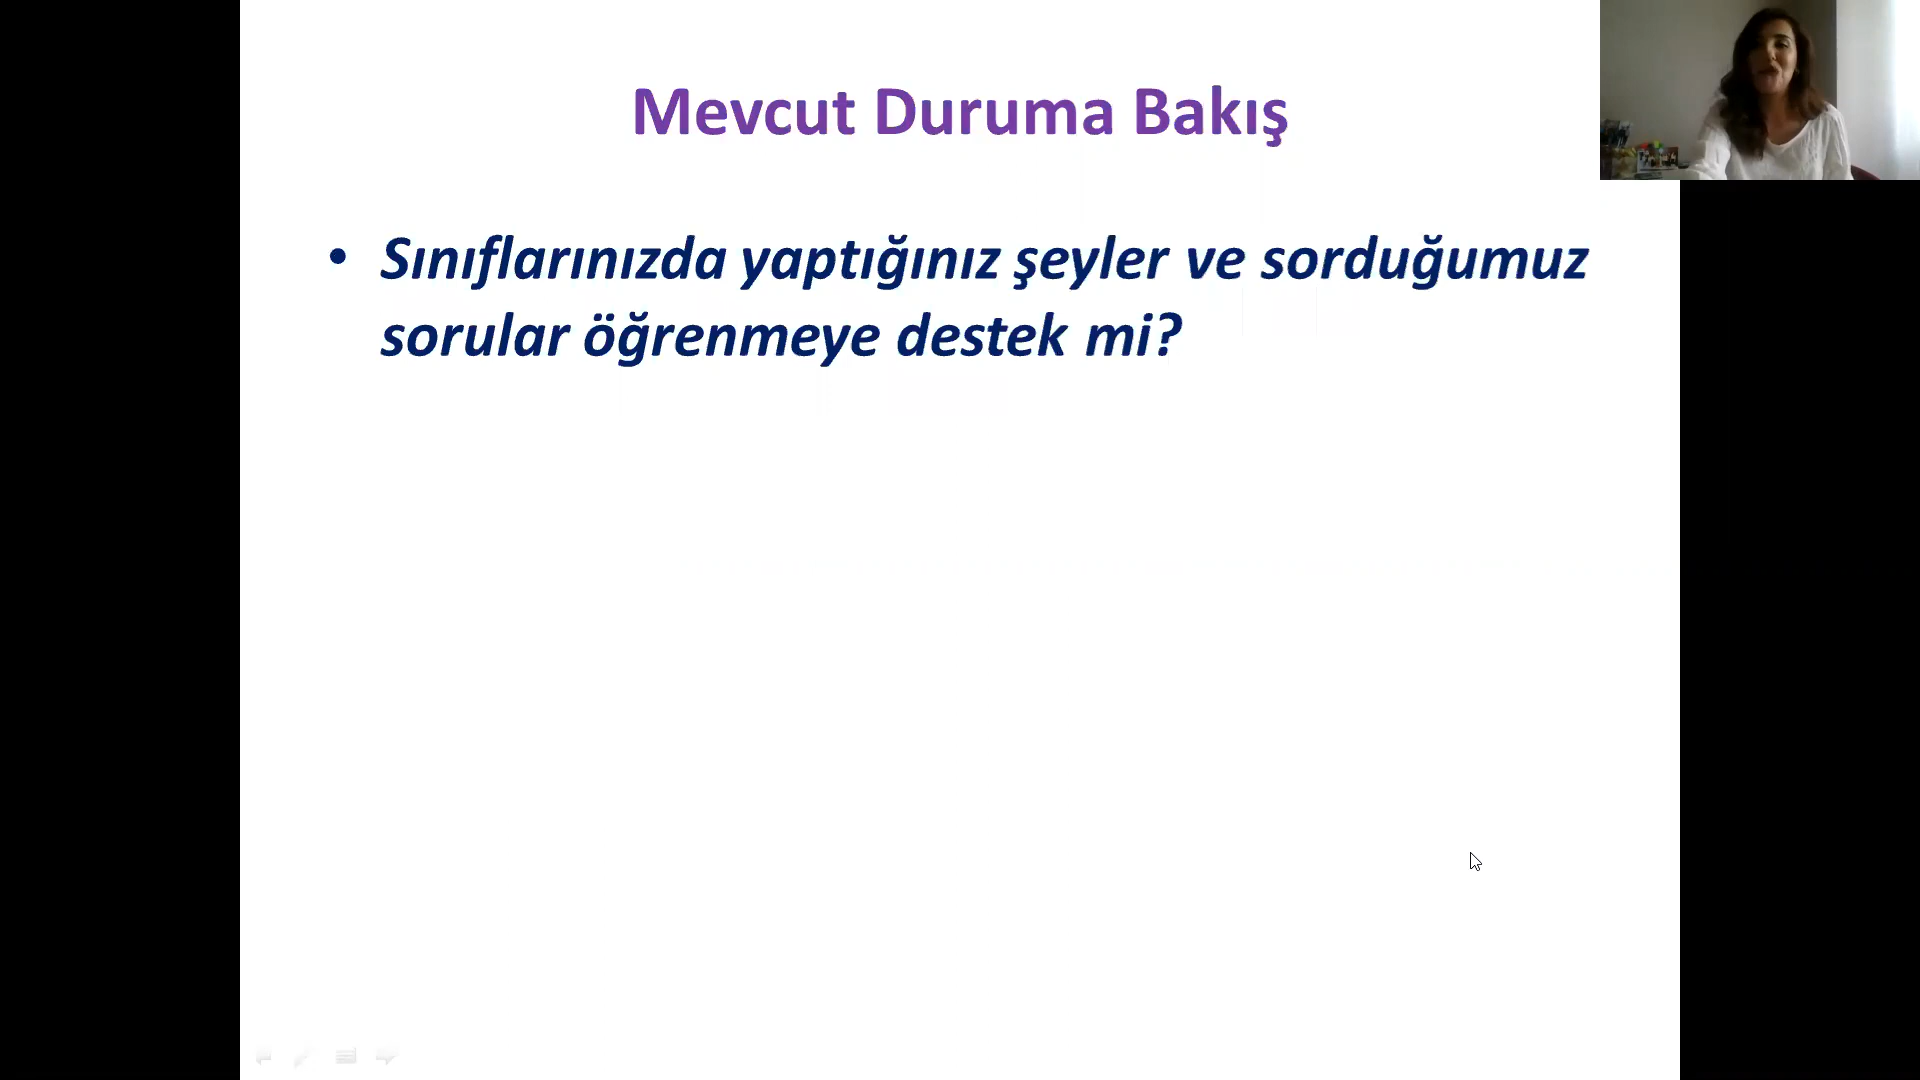 Mevcut Duruma Bakış
• Sınıflarınızda yaptığınız şeyler ve sorduğumuz
sorular öğrenmeye destek mi?